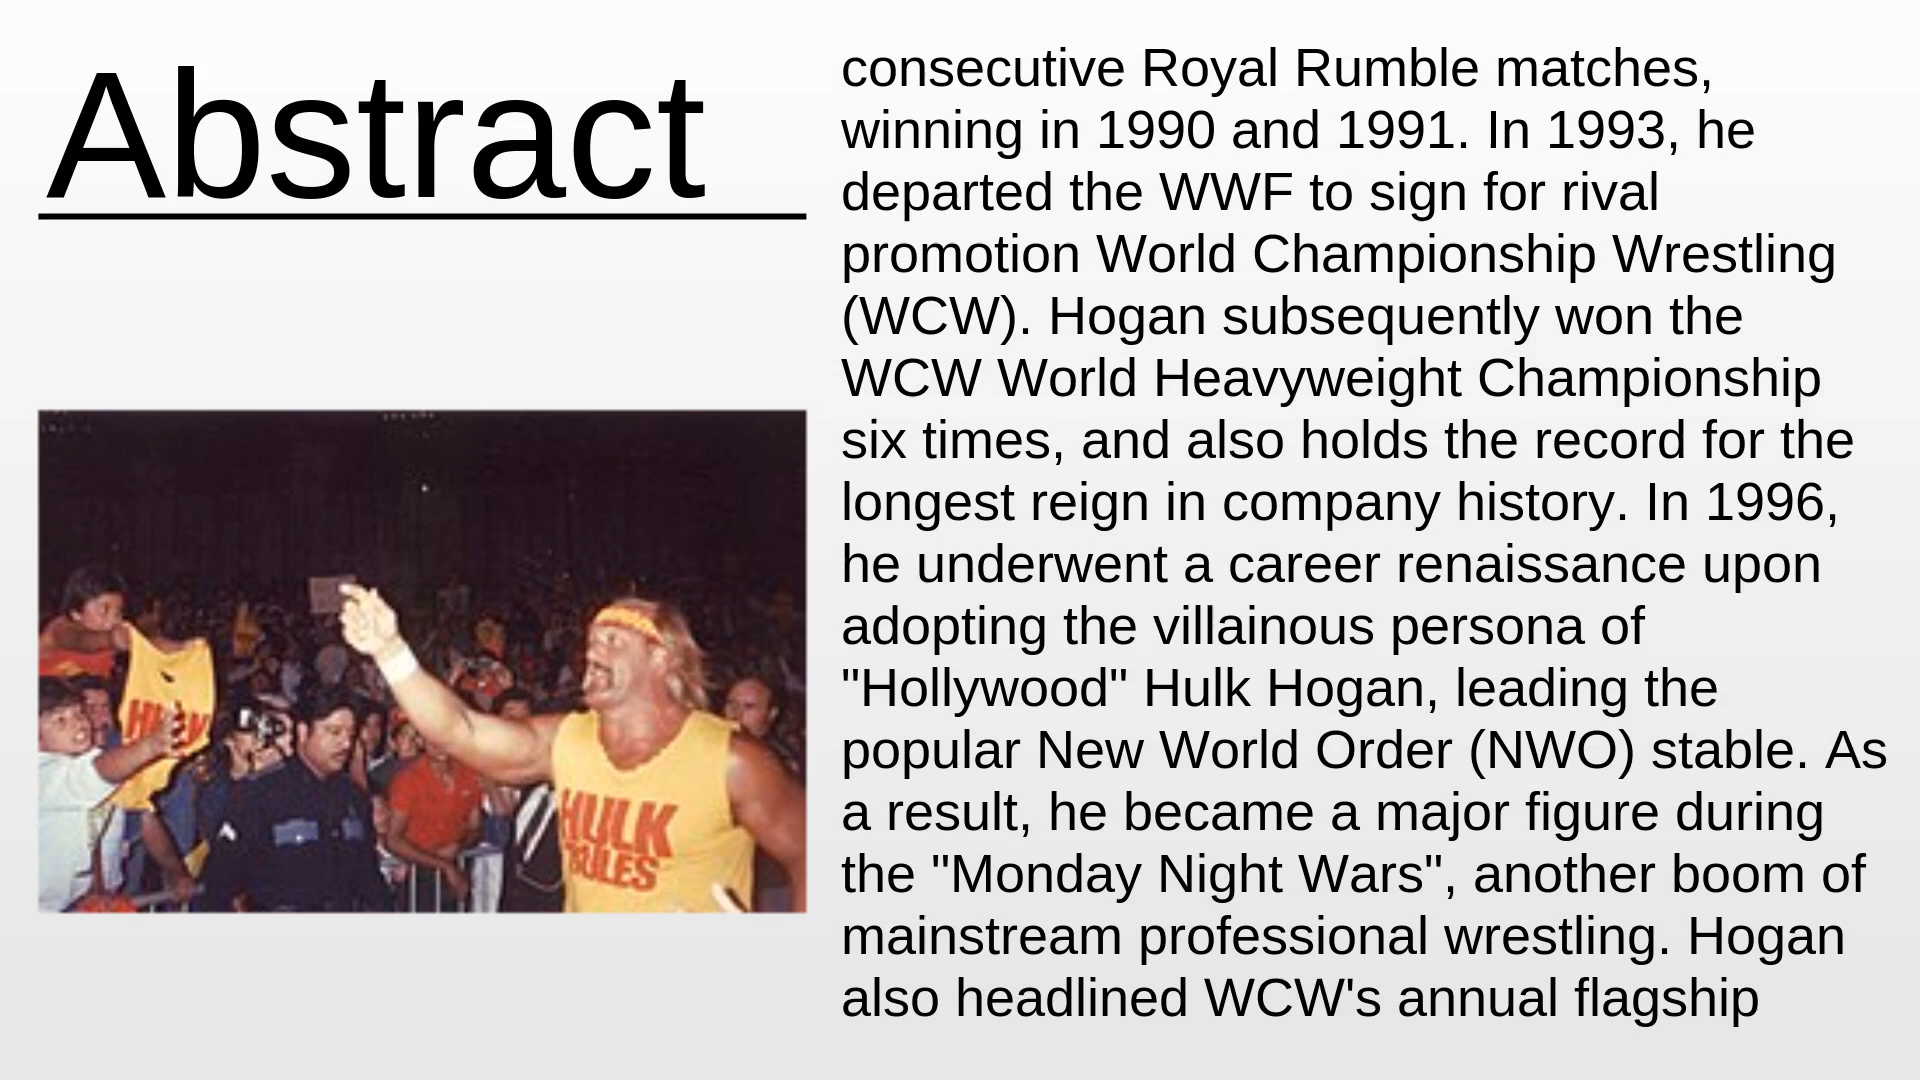 Abstract
consecutive Royal Rumble matches,
winning in 1990 and 1991. In 1993, he
departed the WWF to sign for rival
promotion World Championship Wrestling
(WCW). Hogan subsequently won the
WCW World Heavyweight Championship
six times, and also holds the record for the
longest reign in company history. In 1996,
he underwent a career renaissance upon
adopting the villainous persona of
"Hollywood" Hulk Hogan, leading the
popular New World Order (NWO) stable. As
a result, he became a major figure during
the "Monday Night Wars", another boom of
mainstream professional wrestling. Hogan
also headlined WCW's annual flagship
HULK
HULK
RULES